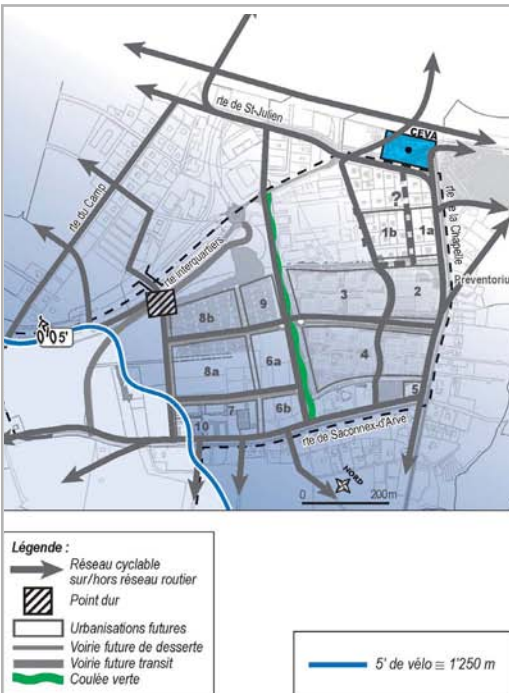 rte de St-Julien
CEVA
rte du Camp
?
rte de la Chapelle
1b
1a
rte interquartiers
Préventoriu
3
2
8b
9
0°05'
4
8a
6a
5
7
6b
10
rte de Saconnex-d'Arve
NORD
0
200m
Légende :
Réseau cyclable
sur/hors réseau routier
Point dur
Urbanisations futures
Voirie future de desserte
Voirie future transit
Coulée verte
5' de vélo ≅ 1'250 m